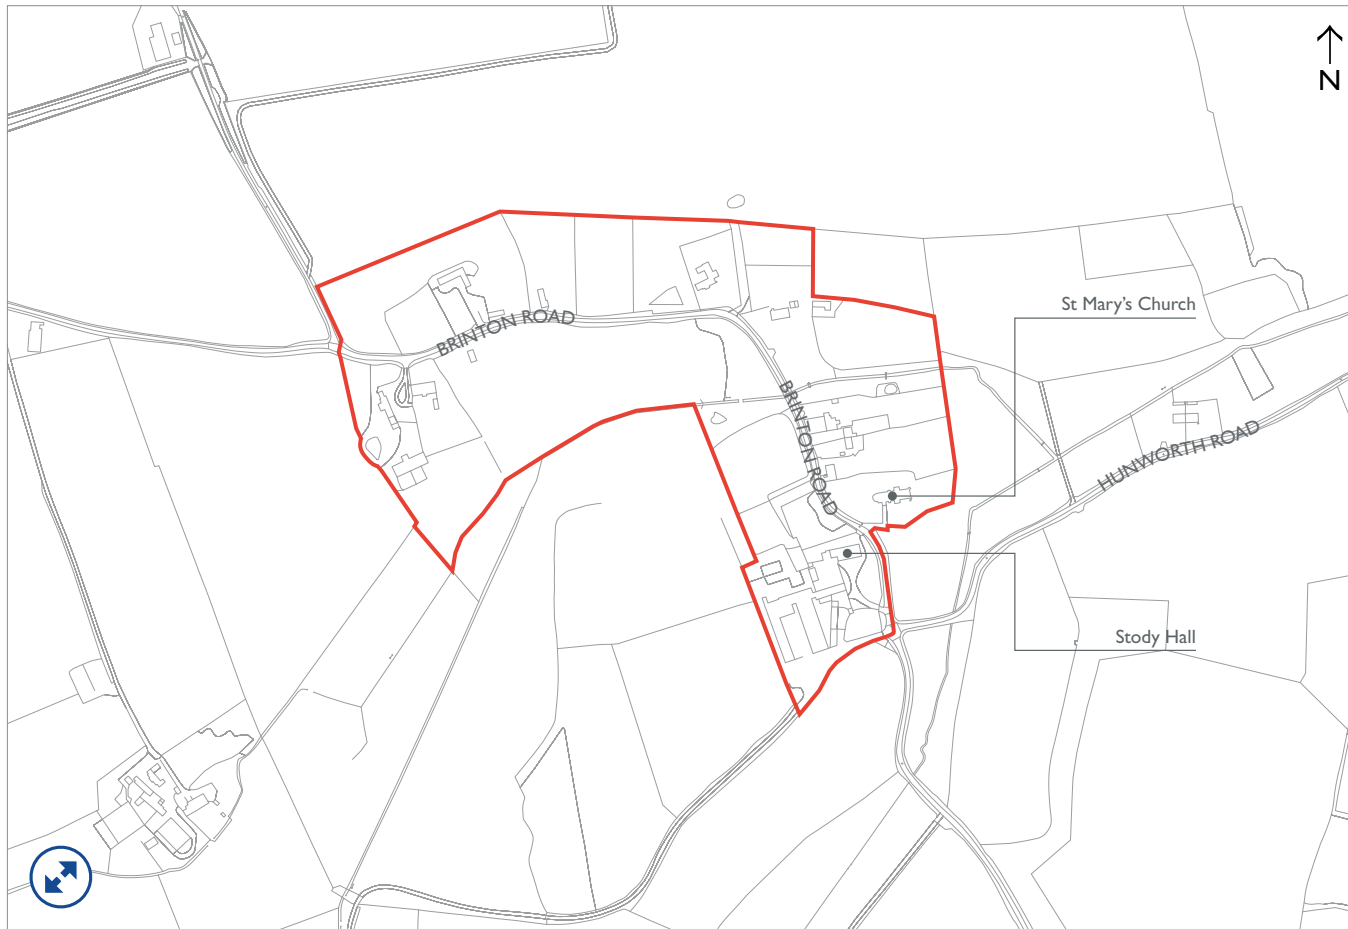 N
St Mary's Church
BRINTON ROAD
BRINTON ROAD
HUNWORTH ROAD
Stody Hall